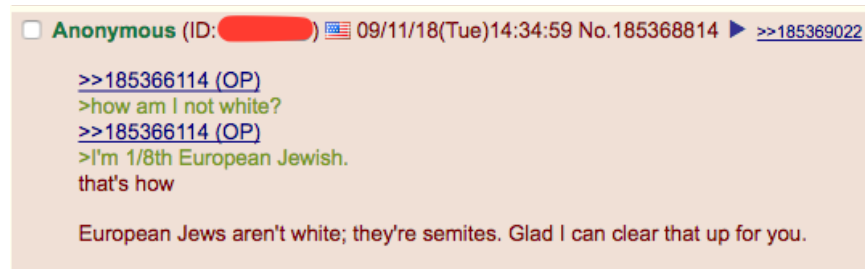 Anonymous (ID: ) 09/11/18(Tue)14:34:59 No.185368814 ▶ >>185369022
>>185366114 (OP)
>how am I not white?
>>185366114 (OP)
>I'm 1/8th European Jewish.
that's how
European Jews aren't white; they're semites. Glad I can clear that up for you.